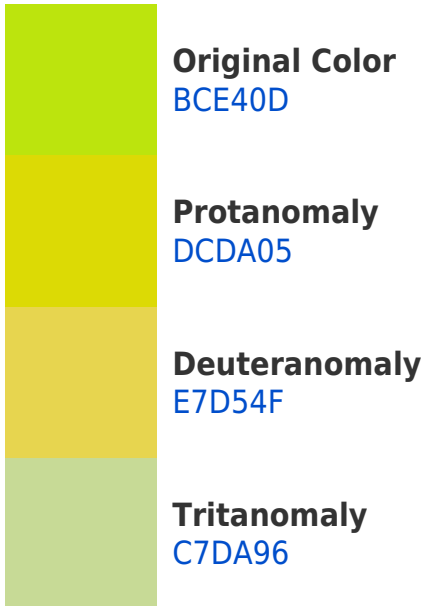 Original Color
BCE40D
Protanomaly
DCDA05
Deuteranomaly
E7D54F
Tritanomaly
C7DA96